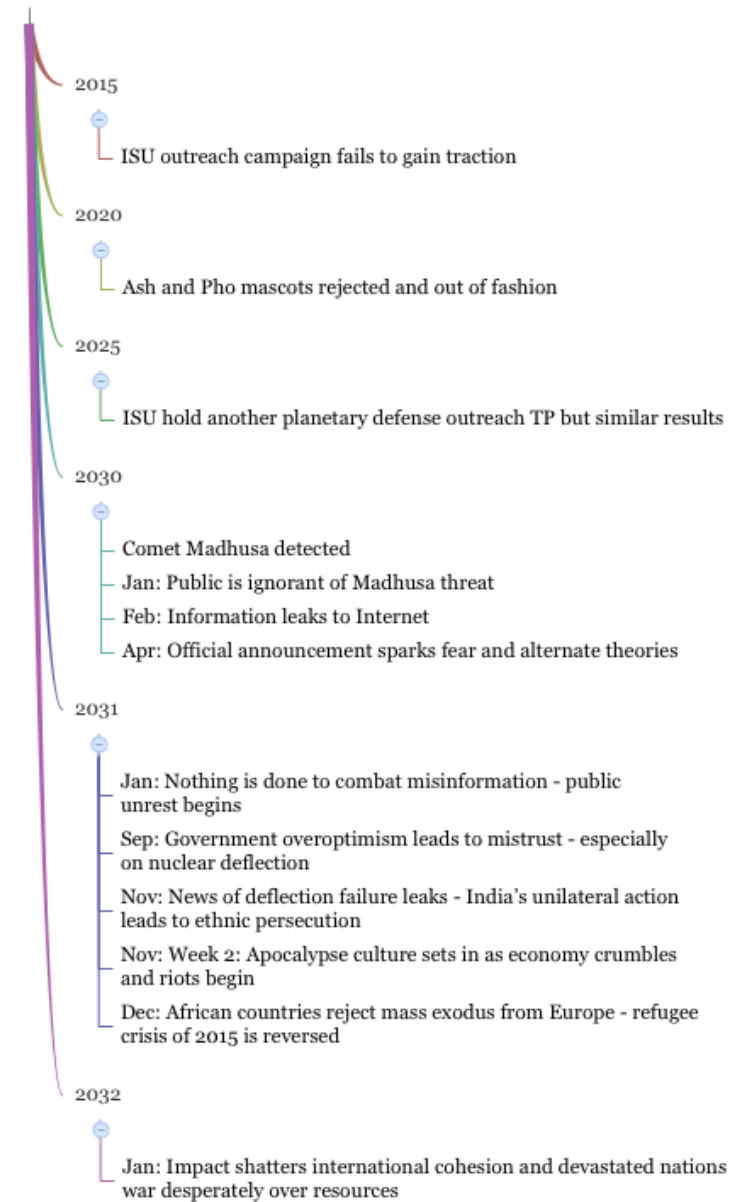 2015
ISU outreach campaign fails to gain traction
2020
Ash and Pho mascots rejected and out of fashion
2025
ISU hold another planetary defense outreach TP but similar results
2030
Comet Madhusa detected
Jan: Public is ignorant of Madhusa threat
Feb: Information leaks to Internet
Apr: Official announcement sparks fear and alternate theories
2031
Jan: Nothing is done to combat misinformation - public
unrest begins
Sep: Government overoptimism leads to mistrust - especially
on nuclear deflection
Nov: News of deflection failure leaks - India's unilateral action
leads to ethnic persecution
Nov: Week 2: Apocalypse culture sets in as economy crumbles
and riots begin
Dec: African countries reject mass exodus from Europe - refugee
crisis of 2015 is reversed
2032
Jan: Impact shatters international cohesion and devastated nations
war desperately over resources